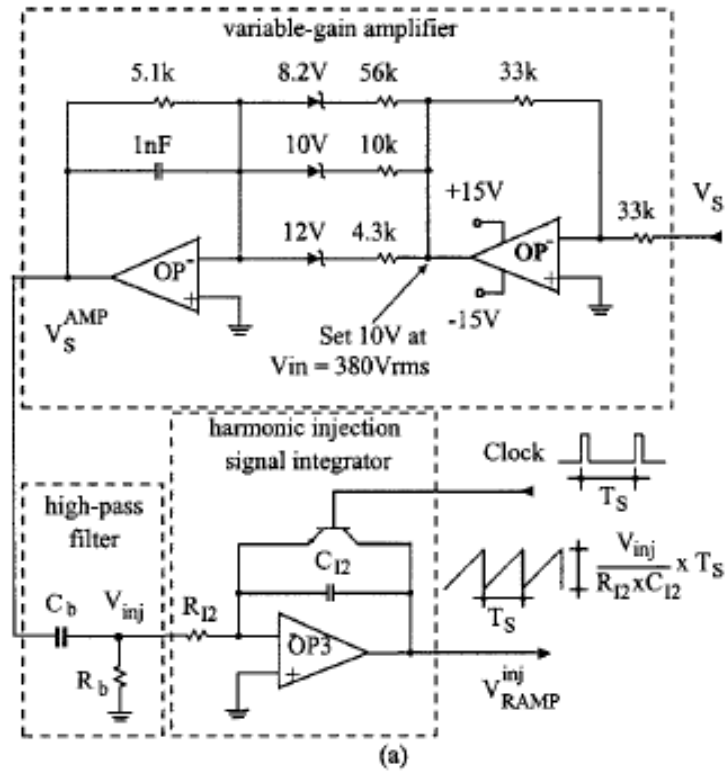 variable-gain amplifier
5.1k 8.2V 56k 33k
1nF 10V 10k
+15V V_S
12V 4.3k 33k
OP - + OP - +
V_S^AMP
-15V
Set 10V at
Vin = 380Vrms
harmonic injection
signal integrator
Clock
T_S
high-pass
filter
C_I2
V_inj / R_I2 x C_I2 x T_S
C_b V_inj R_I2
T_S
R_b
- OP3 +
V_RAMP^inj
(a)